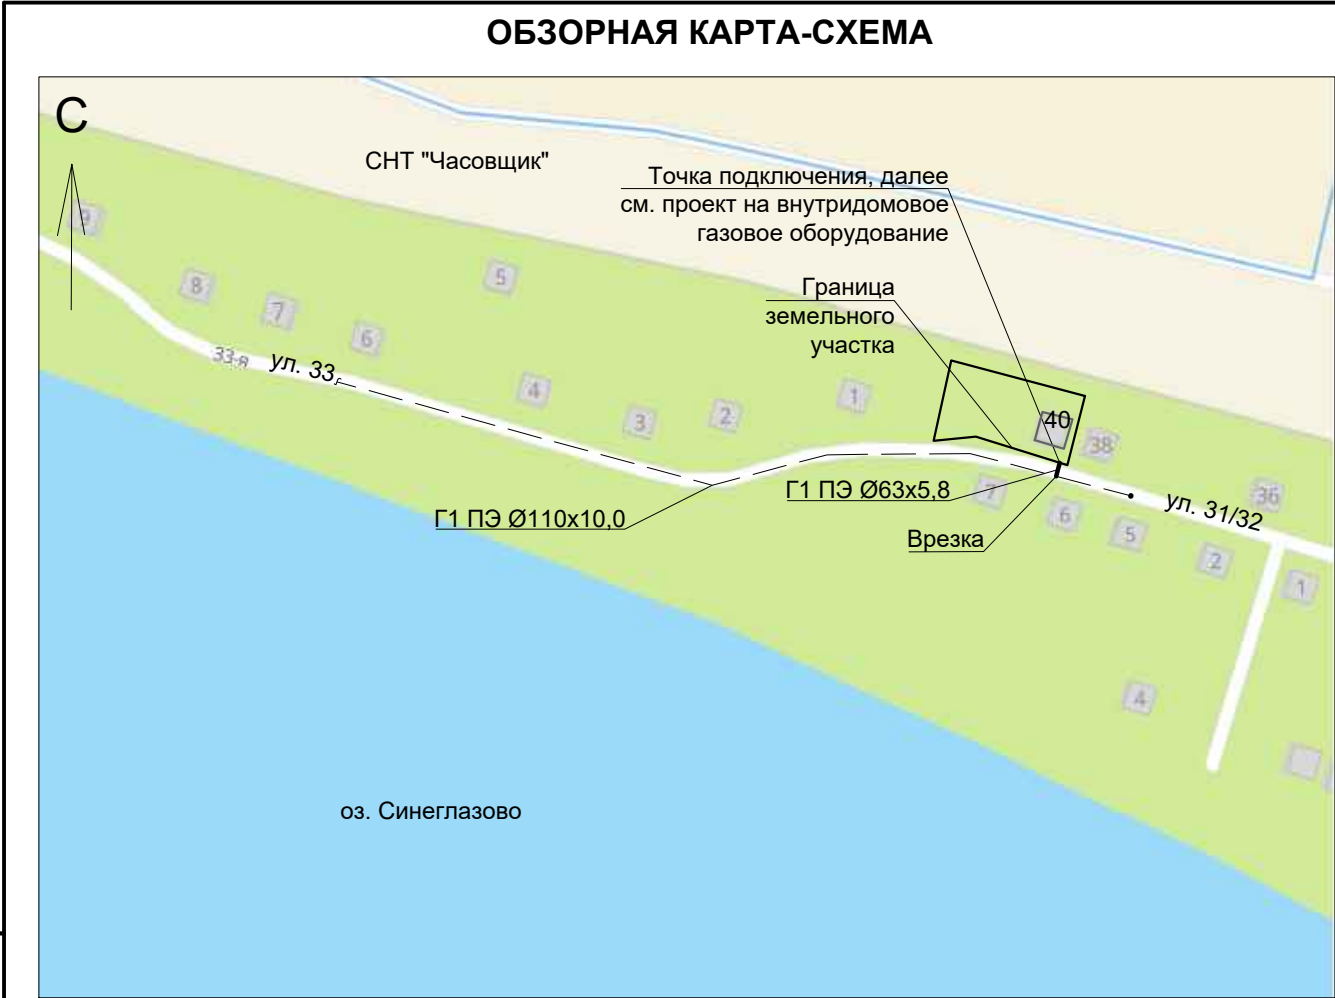 ОБЗОРНАЯ КАРТА-СХЕМА
С
СНТ "Часовщик"
Точка подключения, далее
см. проект на внутридомовое
газовое оборудование
Граница
земельного
участка
9
8
7
6
5
33-я
ул. 33
4
3
2
1
40
38
36
ул. 31/32
Г1 ПЭ Ø63х5,8
Г1 ПЭ Ø110х10,0
Врезка
7
6
5
2
1
4
оз. Синеглазово